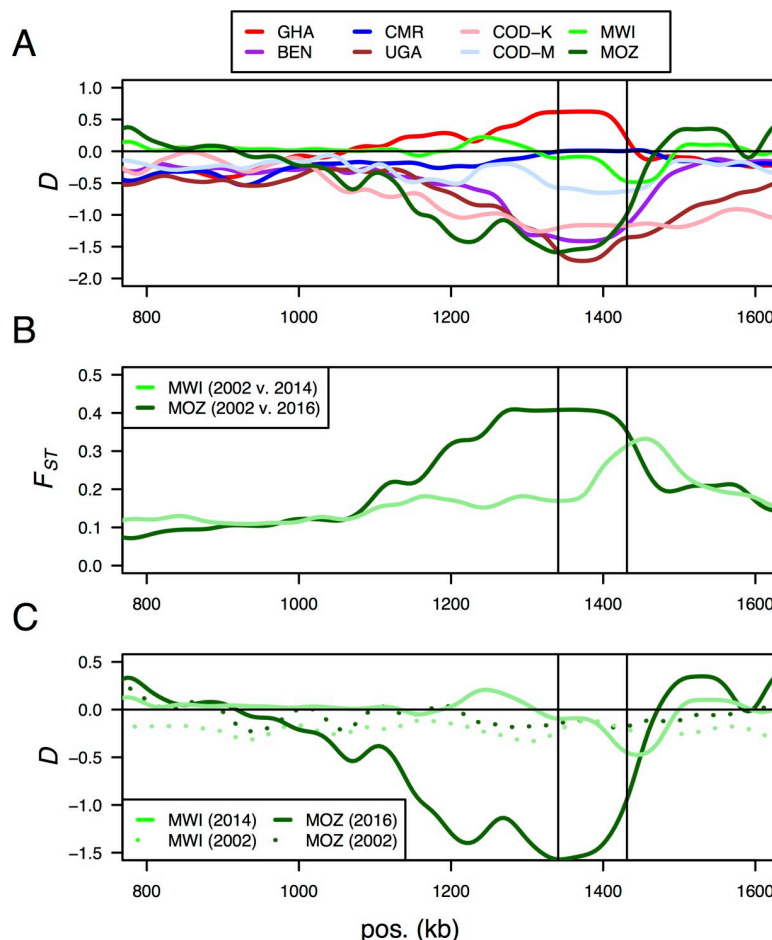 A
GHA CMR COD-K MWI
BEN UGA COD-M MOZ
1.0
0.5
0.0
−0.5
−1.0
−1.5
−2.0
D
800 1000 1200 1400 1600
B
MWI (2002 v. 2014)
MOZ (2002 v. 2016)
0.5
0.4
0.3
0.2
0.1
0.0
FST
800 1000 1200 1400 1600
C
0.5
0.0
−0.5
−1.0
−1.5
D
MWI (2014) MOZ (2016)
MWI (2002) MOZ (2002)
800 1000 1200 1400 1600
pos. (kb)